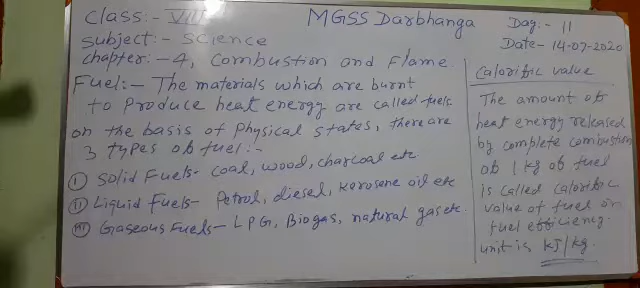 Class:- VIII
MGSS Darbhanga
Day:- 11
Subject:- Science
Date- 14-07-2020
Chapter:- 4, Combustion and Flame
Fuel:- The materials which are burnt
to produce heat energy are called fuels
on the basis of Physical states, there are
3 types of fuel:-
(I) Solid Fuels- Coal, wood, charcoal etc
(II) Liquid Fuels- Petrol, diesel, kerosene oil etc
(III) Gaseous Fuels- LPG, Biogas, natural gas etc.
Calorific value
The amount of
heat energy released
by complete combustion
of 1 kg of fuel
is called calorific
value of fuel or
fuel efficiency.
unit is KJ/kg.